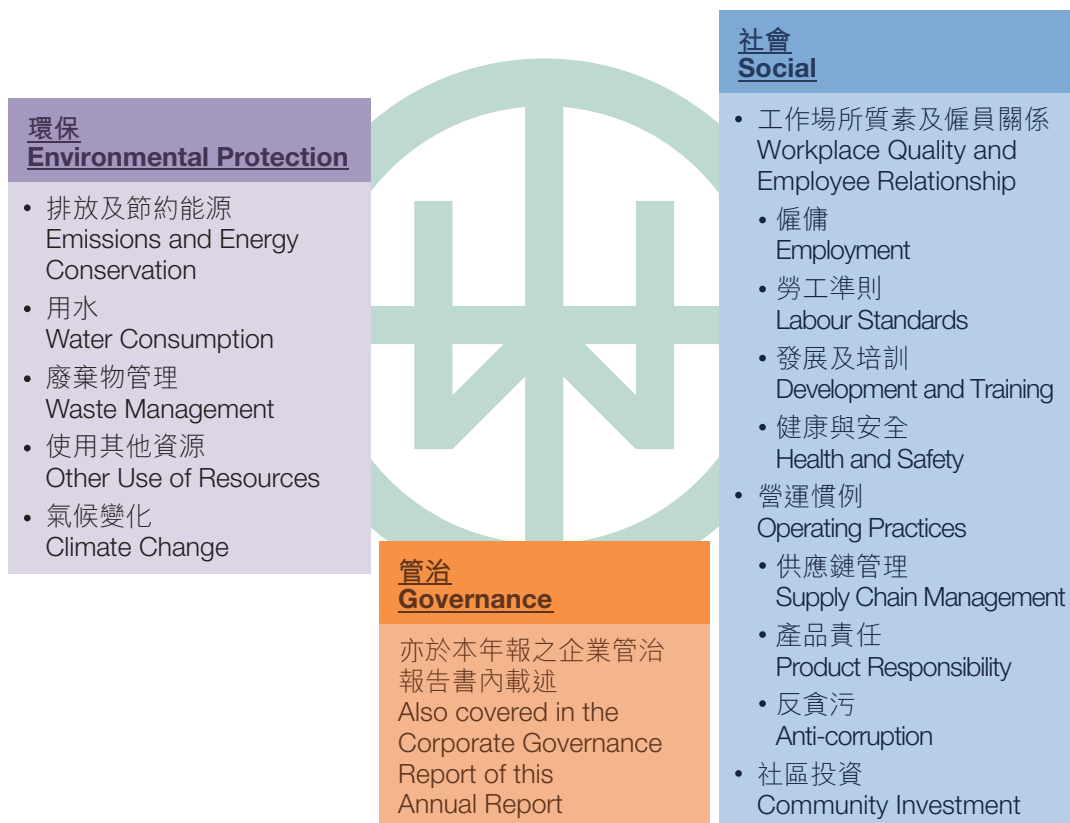 環保
Environmental Protection
• 排放及節約能源
Emissions and Energy
Conservation
• 用水
Water Consumption
• 廢棄物管理
Waste Management
• 使用其他資源
Other Use of Resources
• 氣候變化
Climate Change
管治
Governance
亦於本年報之企業管治
報告書內載述
Also covered in the
Corporate Governance
Report of this
Annual Report
社會
Social
• 工作場所質素及僱員關係
Workplace Quality and
Employee Relationship
• 僱傭
Employment
• 勞工準則
Labour Standards
• 發展及培訓
Development and Training
• 健康與安全
Health and Safety
• 營運慣例
Operating Practices
• 供應鏈管理
Supply Chain Management
• 產品責任
Product Responsibility
• 反貪污
Anti-corruption
• 社區投資
Community Investment